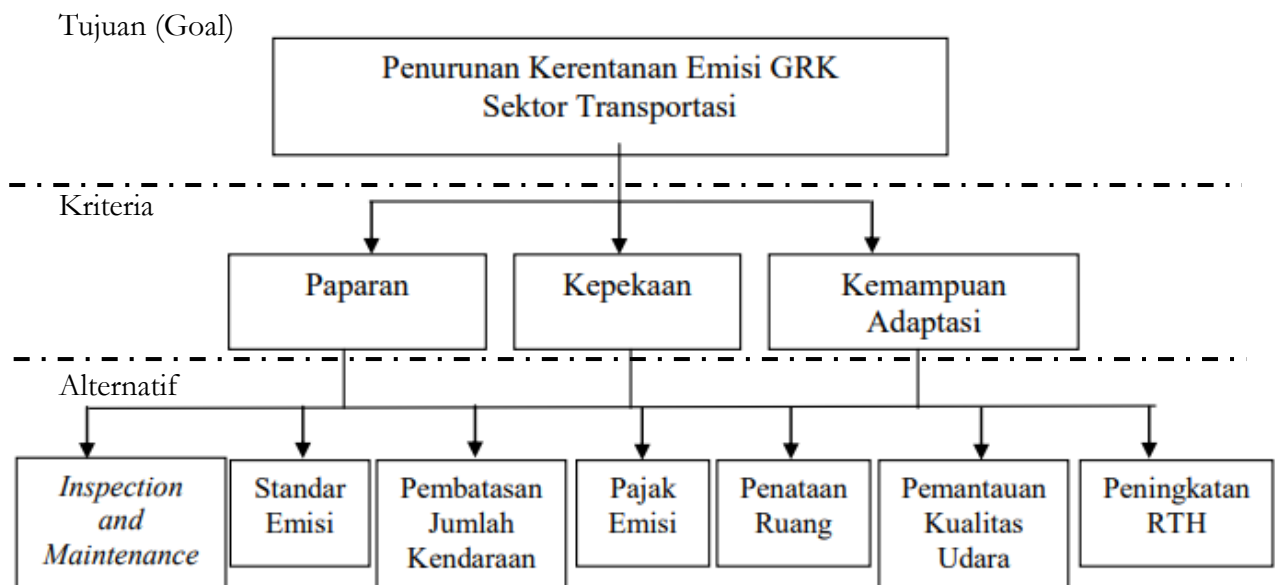 Tujuan (Goal)
Penurunan Kerentanan Emisi GRK
Sektor Transportasi
Kriteria
Paparan
Kepekaan
Kemampuan
Adaptasi
Alternatif
Inspection
and
Maintenance
Standar
Emisi
Pembatasan
Jumlah
Kendaraan
Pajak
Emisi
Penataan
Ruang
Pemantauan
Kualitas
Udara
Peningkatan
RTH